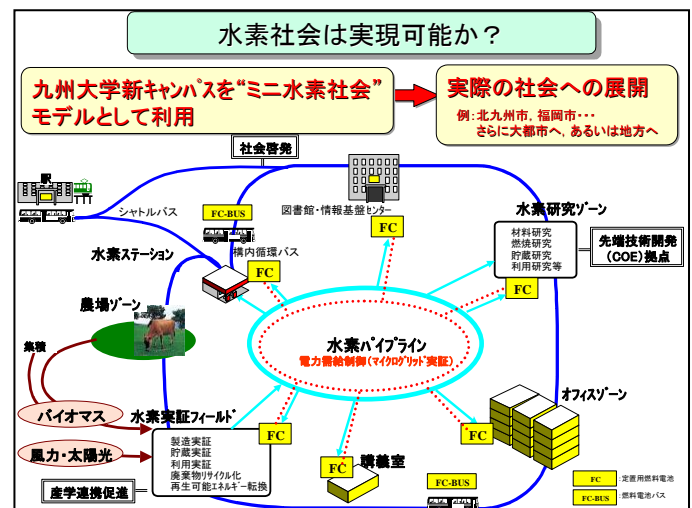 水素社会は実現可能か？
九州大学新キャンパスを“ミニ水素社会”
モデルとして利用
実際の社会への展開
例：北九州市，福岡市･･･
さらに大都市へ，あるいは地方へ
社会啓発
駅
シャトルバス
FC-BUS
構内循環バス
図書館・情報基盤センター
FC
水素研究ゾーン
材料研究
燃焼研究
貯蔵研究
利用研究等
先端技術開発
（COE）拠点
水素ステーション
FC
FC
農場ゾーン
集積
水素パイプライン
電力需給制御（マイクログリッド実証）
オフィスゾーン
バイオマス
風力・太陽光
水素実証フィールド
製造実証
貯蔵実証
利用実証
廃棄物リサイクル化
再生可能エネルギー転換
産学連携促進
FC
FC
講義室
FC
FC-BUS
FC
：定置用燃料電池
FC-BUS
：燃料電池バス